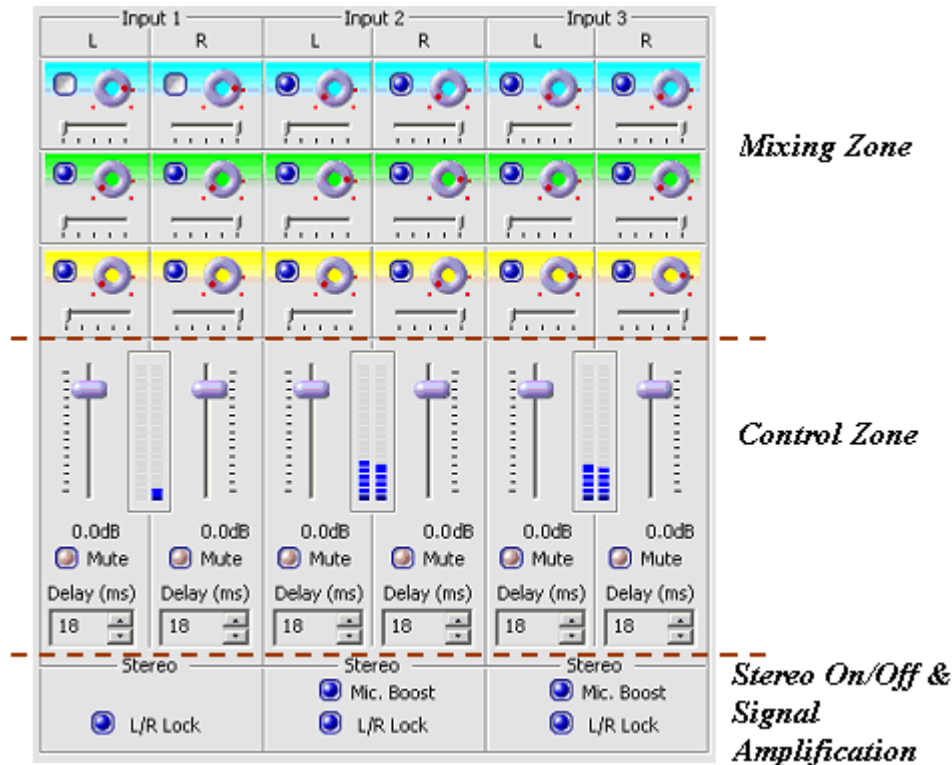 Input 1 Input 2 Input 3
L R L R L R
Mixing Zone
Control Zone
0.0dB 0.0dB 0.0dB 0.0dB 0.0dB 0.0dB
Mute Mute Mute Mute Mute Mute
Delay (ms) Delay (ms) Delay (ms) Delay (ms) Delay (ms) Delay (ms)
18 18 18 18 18 18
Stereo Stereo Stereo
Mic. Boost Mic. Boost
L/R Lock L/R Lock L/R Lock
Stereo On/Off &
Signal
Amplification